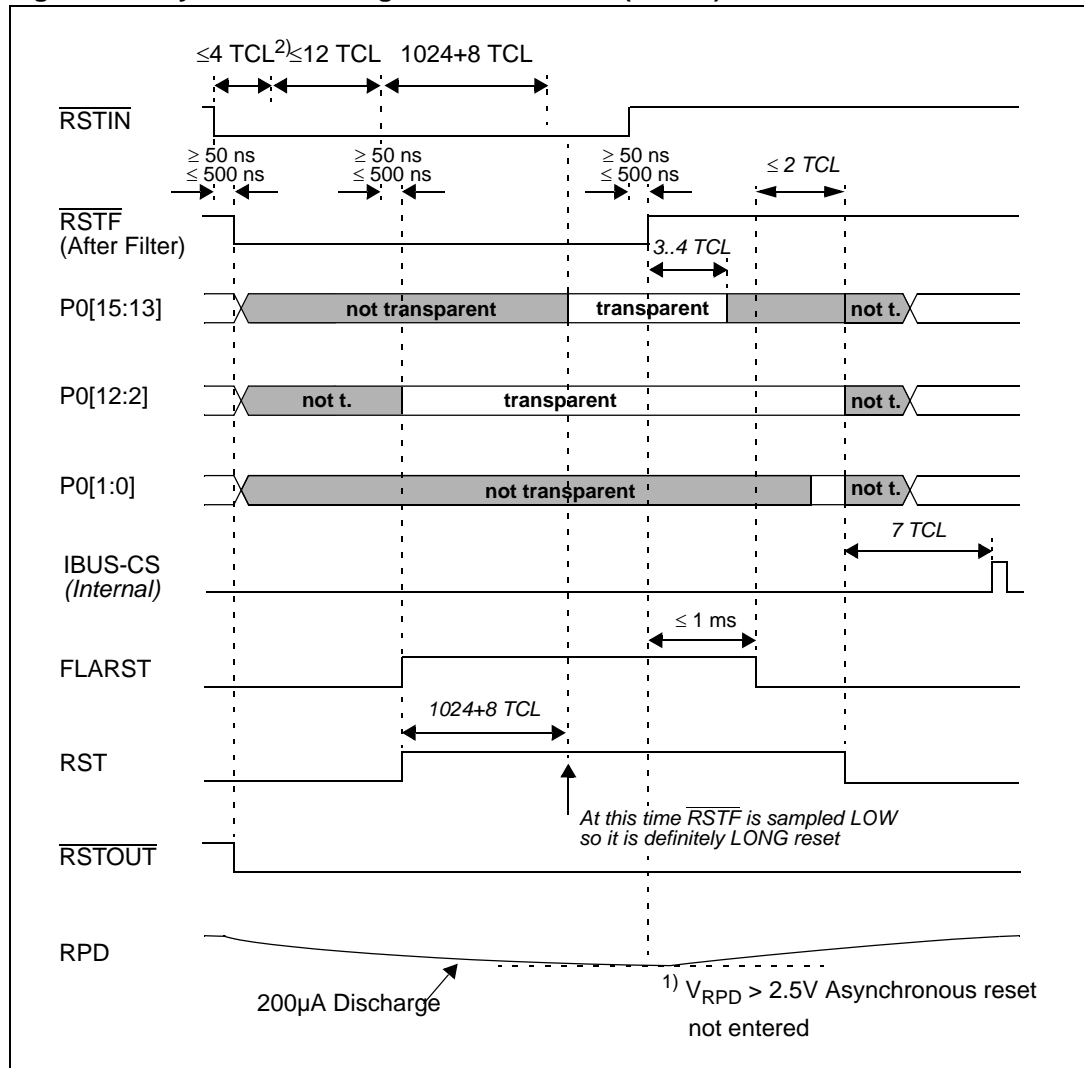 ≤4 TCL2) ≤12 TCL 1024+8 TCL
RSTIN
≥ 50 ns ≥ 50 ns ≥ 50 ns
≤ 500 ns ≤ 500 ns ≤ 500 ns
≤ 2 TCL
RSTF
(After Filter)
3..4 TCL
P0[15:13] not transparent transparent not t.
P0[12:2] not t. transparent not t.
P0[1:0] not transparent not t.
7 TCL
IBUS-CS
(Internal)
≤ 1 ms
FLARST
1024+8 TCL
RST
At this time RSTF is sampled LOW
so it is definitely LONG reset
RSTOUT
RPD
200µA Discharge
1) VRPD > 2.5V Asynchronous reset
not entered